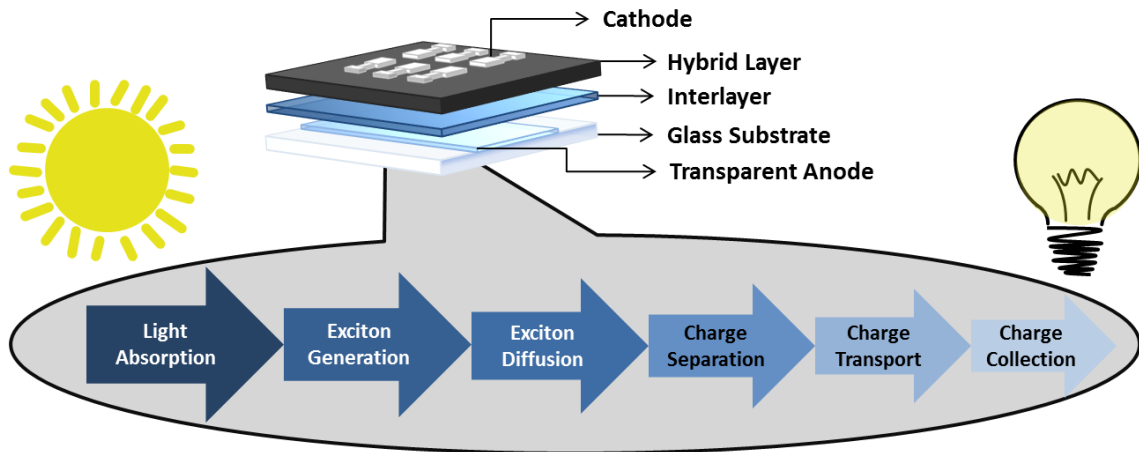 Cathode
Hybrid Layer
Interlayer
Glass Substrate
Transparent Anode
Light
Absorption
Exciton
Generation
Exciton
Diffusion
Charge
Separation
Charge
Transport
Charge
Collection